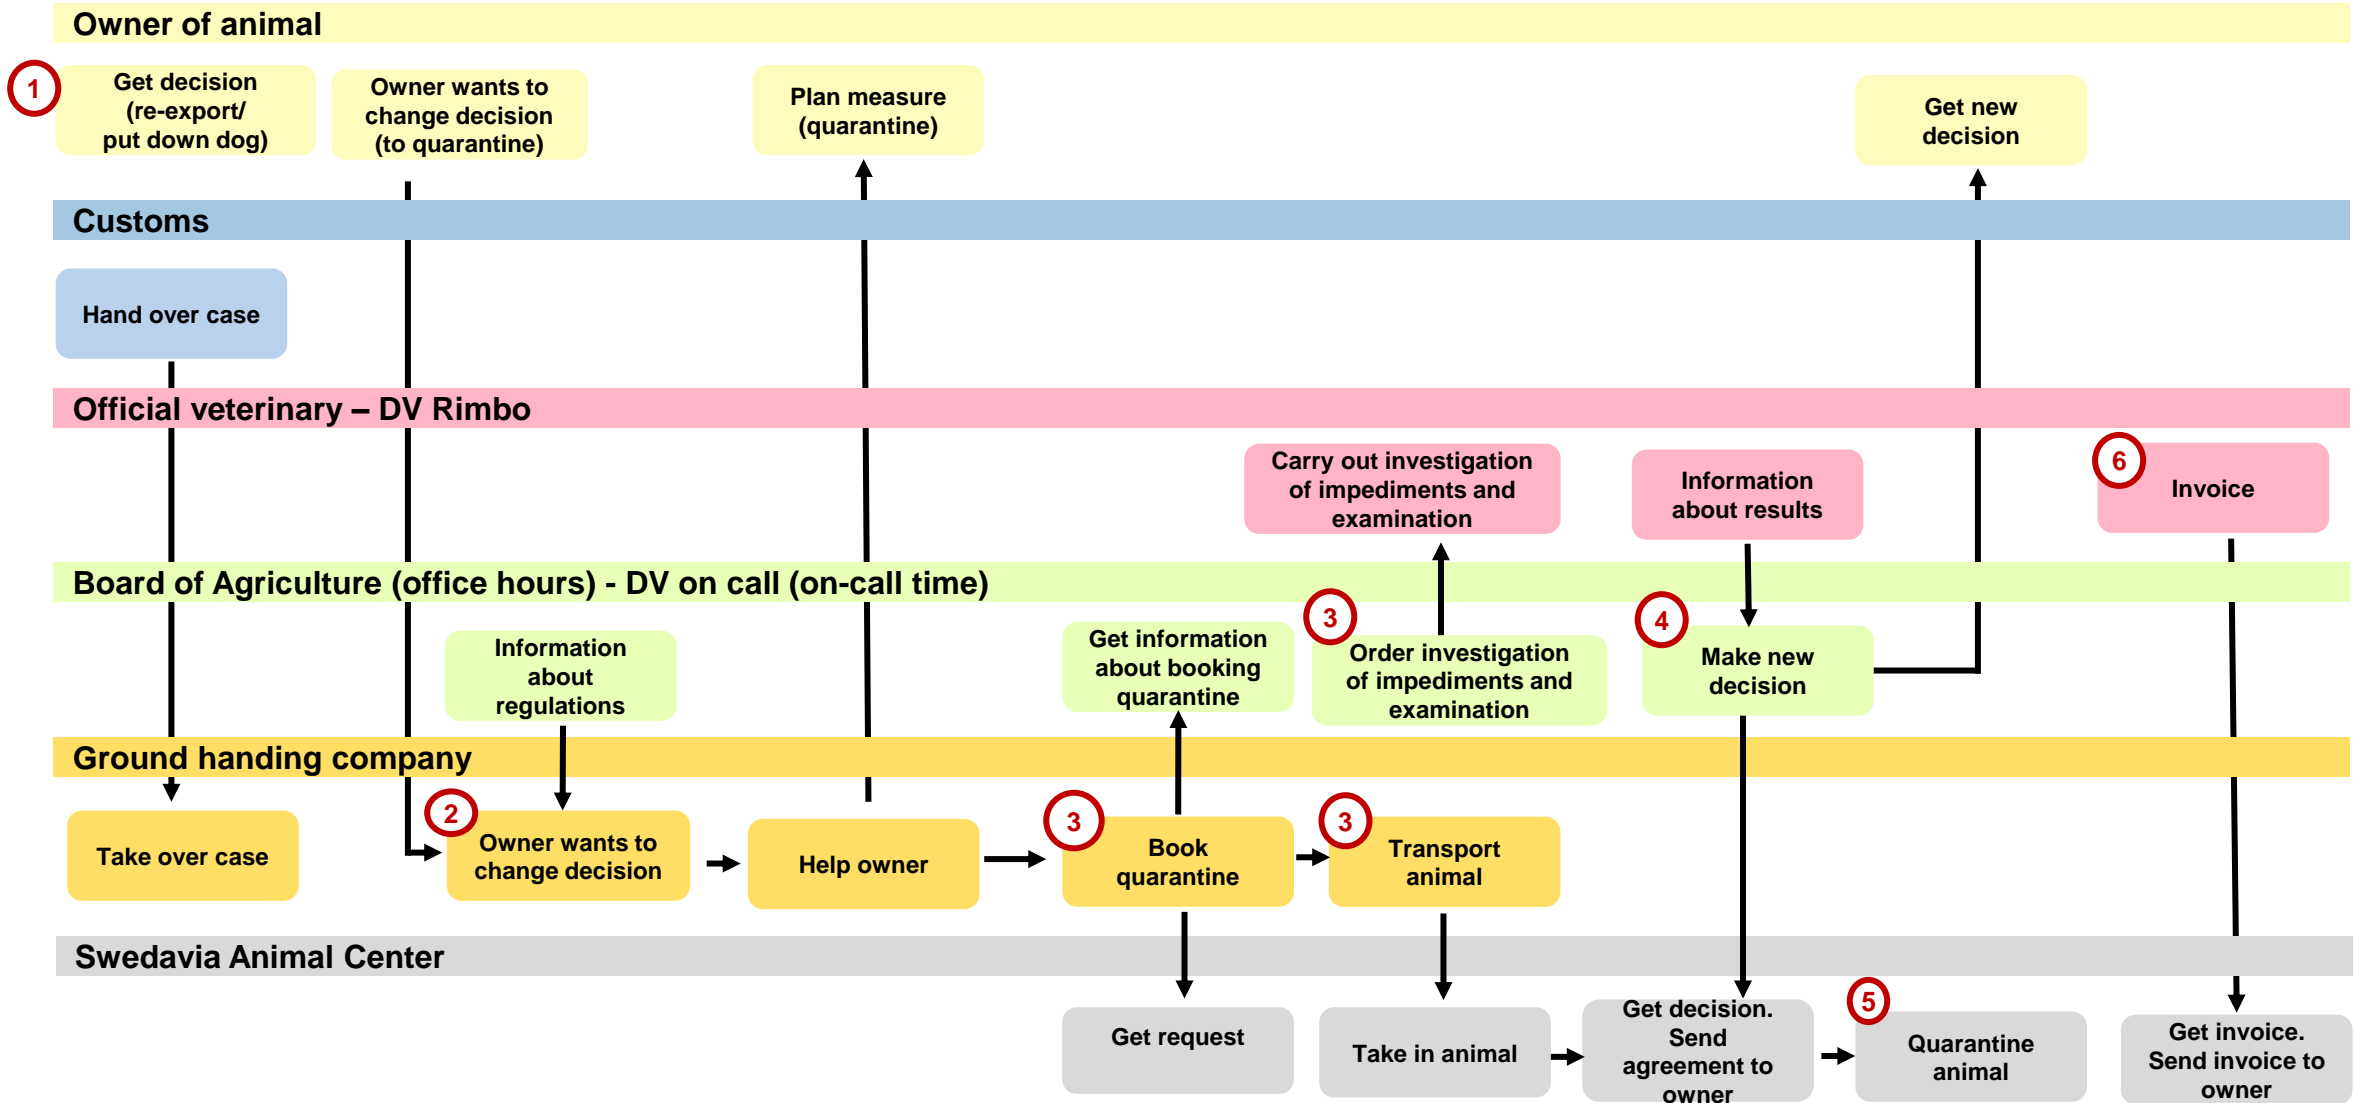 Owner of animal
1
Get decision
(re-export/
put down dog)
Owner wants to
change decision
(to quarantine)
Plan measure
(quarantine)
Get new
decision
Customs
Hand over case
Official veterinary – DV Rimbo
Carry out investigation
of impediments and
examination
Information
about results
6
Invoice
Board of Agriculture (office hours) - DV on call (on-call time)
Information
about
regulations
Get information
about booking
quarantine
3
Order investigation
of impediments and
examination
4
Make new
decision
Ground handing company
Take over case
2
Owner wants to
change decision
Help owner
3
Book
quarantine
3
Transport
animal
Swedavia Animal Center
Get request
Take in animal
Get decision.
Send
agreement to
owner
5
Quarantine
animal
Get invoice.
Send invoice to
owner